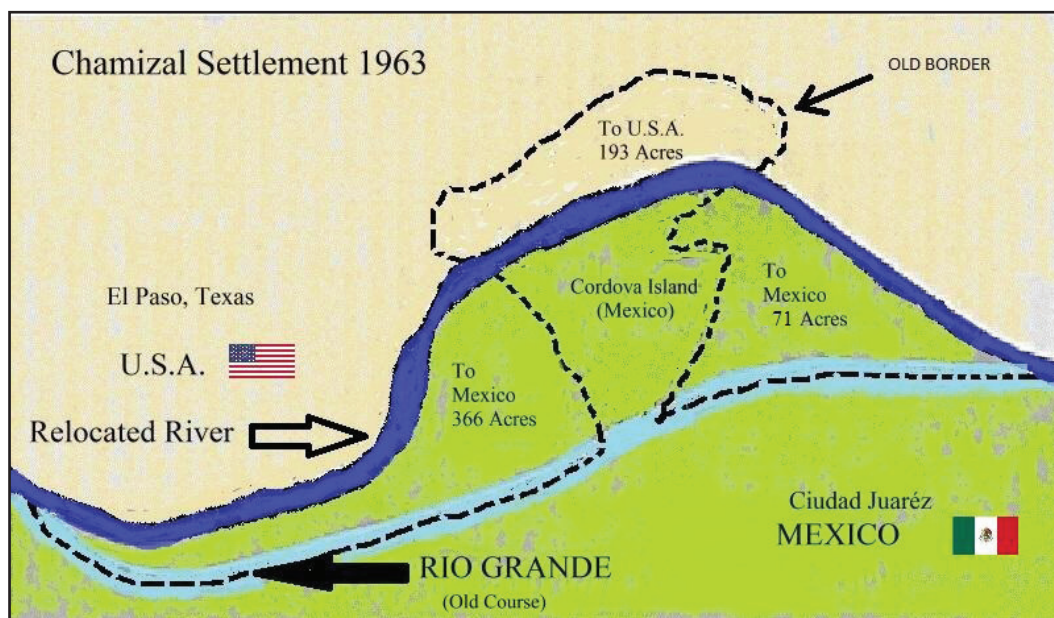 Chamizal Settlement 1963
OLD BORDER
To U.S.A.
193 Acres
El Paso, Texas
U.S.A.
Relocated River
Cordova Island
(Mexico)
To
Mexico
71 Acres
To
Mexico
366 Acres
Ciudad Juaréz
MEXICO
RIO GRANDE
(Old Course)